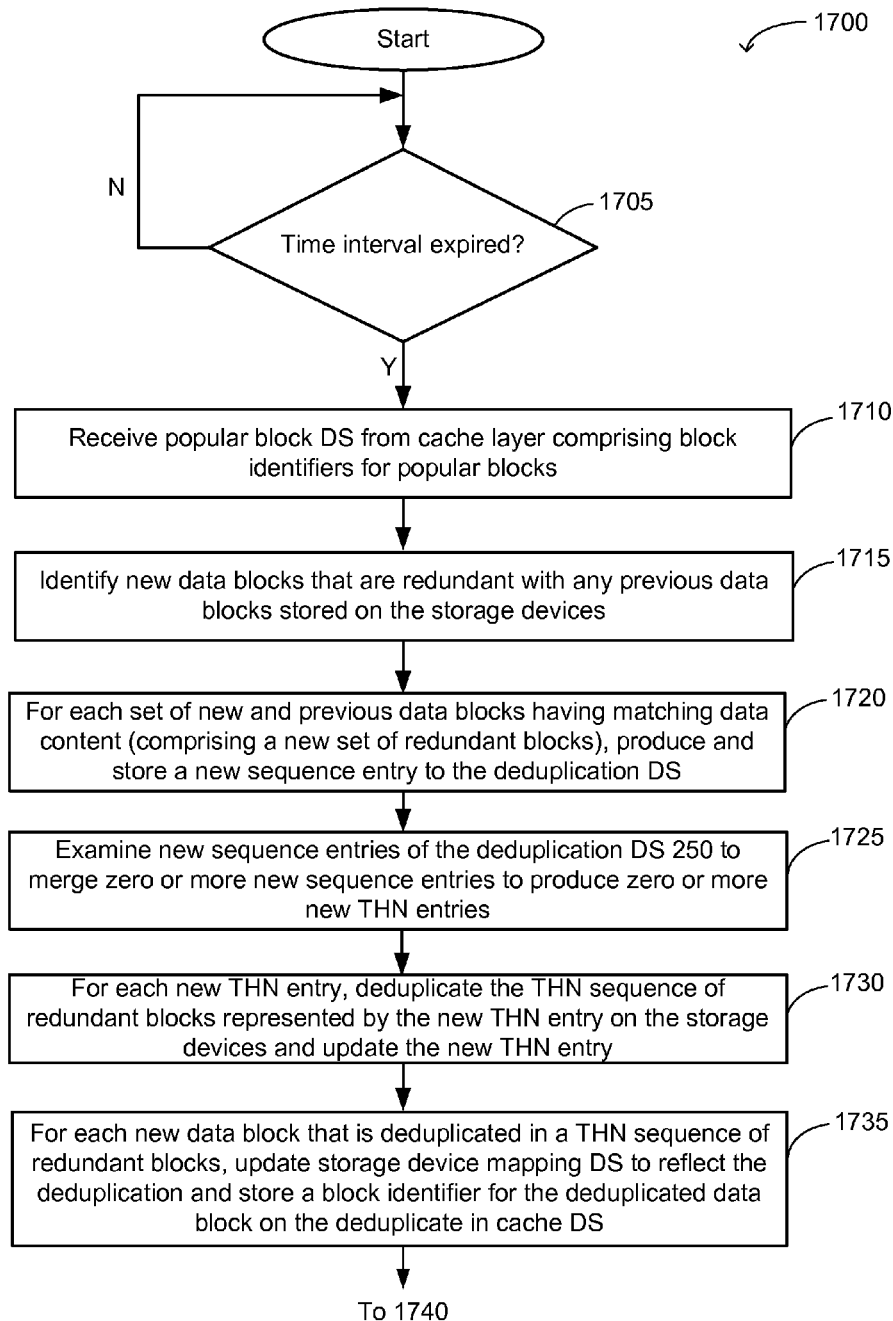 Start
1700
N
1705
Time interval expired?
Y
1710
Receive popular block DS from cache layer comprising block
identifiers for popular blocks
1715
Identify new data blocks that are redundant with any previous data
blocks stored on the storage devices
1720
For each set of new and previous data blocks having matching data
content (comprising a new set of redundant blocks), produce and
store a new sequence entry to the deduplication DS
1725
Examine new sequence entries of the deduplication DS 250 to
merge zero or more new sequence entries to produce zero or more
new THN entries
1730
For each new THN entry, deduplicate the THN sequence of
redundant blocks represented by the new THN entry on the storage
devices and update the new THN entry
1735
For each new data block that is deduplicated in a THN sequence of
redundant blocks, update storage device mapping DS to reflect the
deduplication and store a block identifier for the deduplicated data
block on the deduplicate in cache DS
To 1740